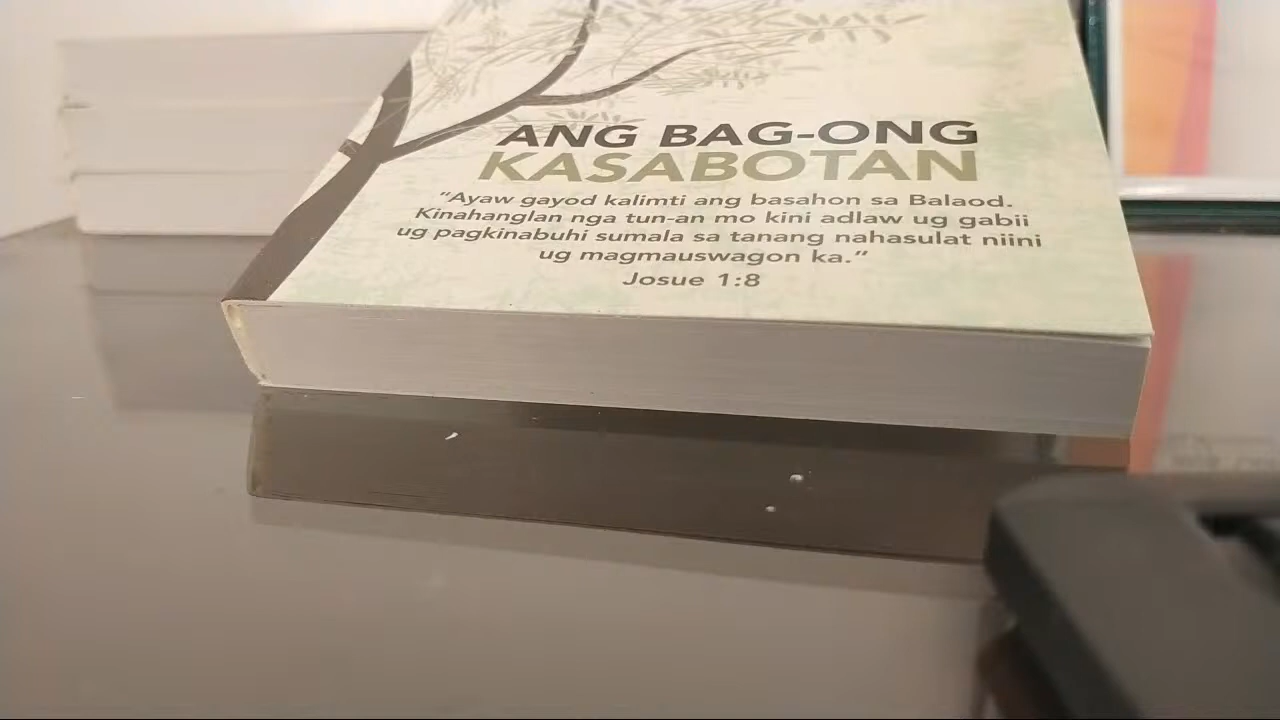 ANG BAG-ONG
KASABOTAN
“Ayaw gayod kalimti ang basahon sa Balaod.
Kinahanglan nga tun-an mo kini adlaw ug gabii
ug pagkinabuhi sumala sa tanang nahasulat niini
ug magmauswagon ka.”
Josue 1:8